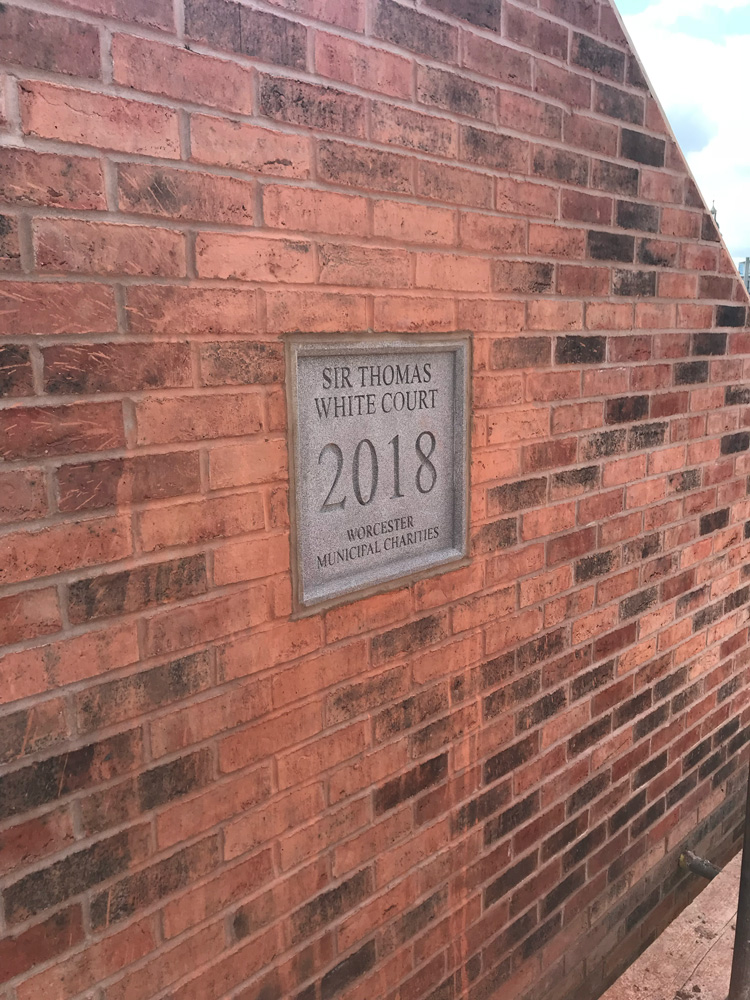 SIR THOMAS
WHITE COURT
2018
WORCESTER
MUNICIPAL CHARITIES